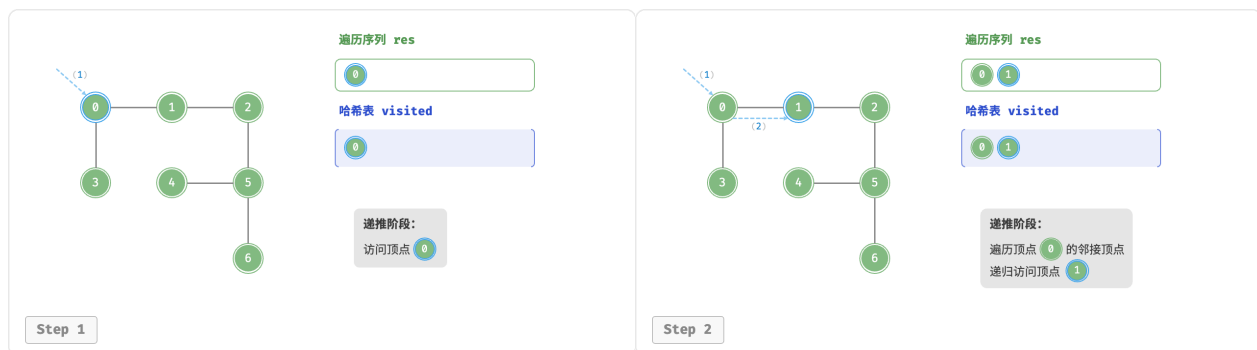 遍历序列 res
0
(1)
0
1
2
哈希表 visited
0
3
4
5
递推阶段：
访问顶点 0
6
Step 1
遍历序列 res
0 1
(1)
0
1
2
哈希表 visited
(2)
0 1
3
4
5
递推阶段：
遍历顶点 0 的邻接顶点
递归访问顶点 1
6
Step 2